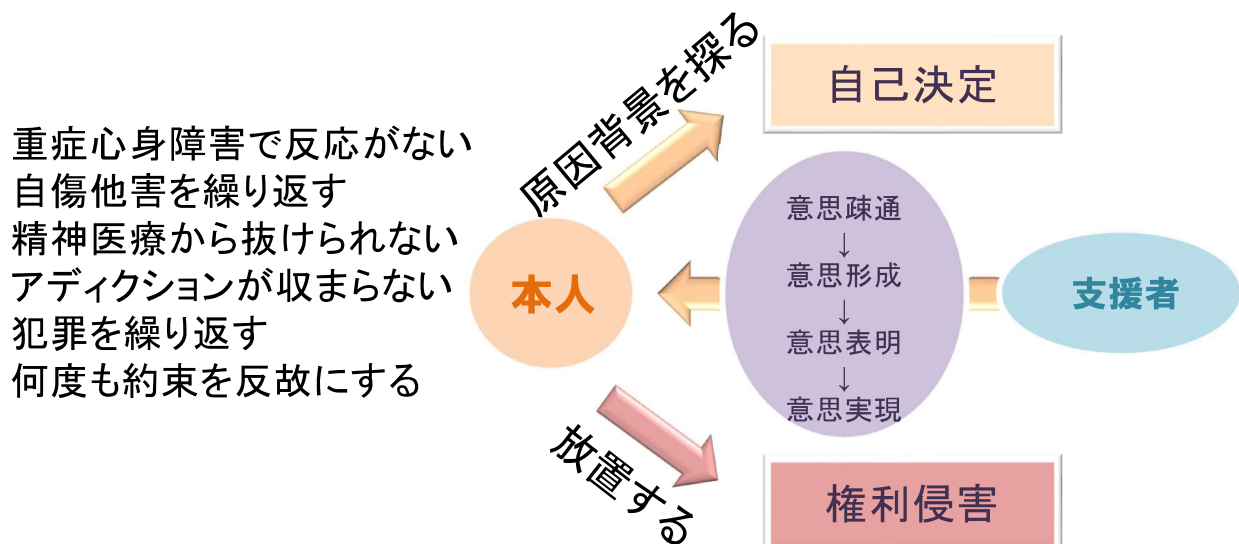 重症心身障害で反応がない
自傷他害を繰り返す
精神医療から抜けられない
アディクションが収まらない
犯罪を繰り返す
何度も約束を反故にする
本人
原因背景を探る
自己決定
意思疎通
↓
意思形成
↓
意思表明
↓
意思実現
支援者
放置する
権利侵害